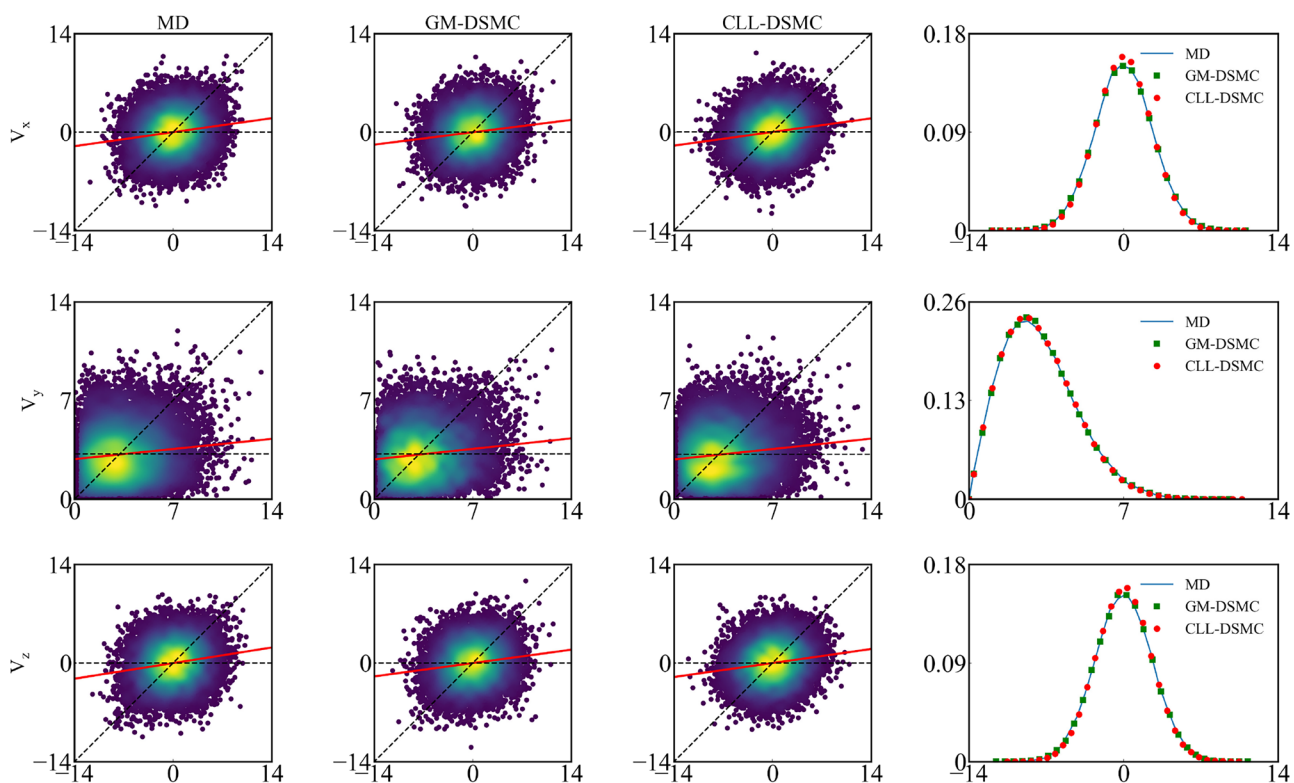 MD GM-DSMC CLL-DSMC
V_x 14 0 −14 −14 0 14
14 0 −14 −14 0 14
14 0 −14 −14 0 14
0.18 0.09 0 −14 0 14
MD
GM-DSMC
CLL-DSMC
V_y 14 7 0 0 7 14
14 7 0 0 7 14
14 7 0 0 7 14
0.26 0.13 0 0 7 14
MD
GM-DSMC
CLL-DSMC
V_z 14 0 −14 −14 0 14
14 0 −14 −14 0 14
14 0 −14 −14 0 14
0.18 0.09 0 −14 0 14
MD
GM-DSMC
CLL-DSMC